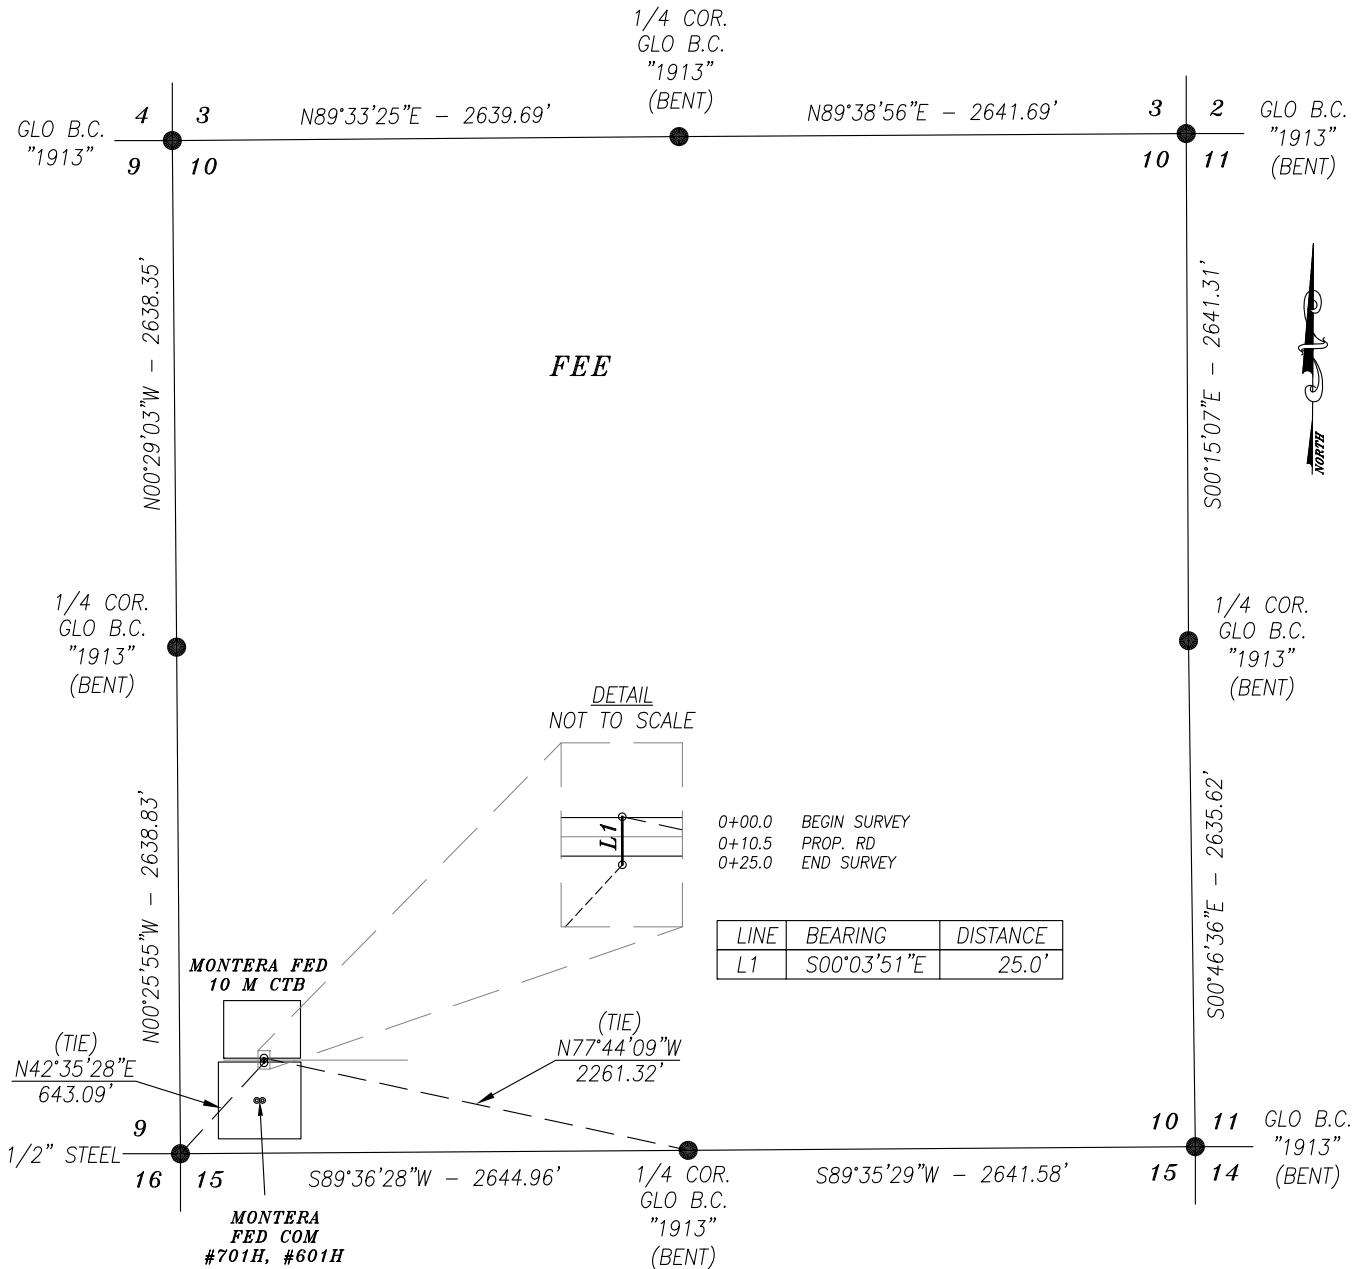 1/4 COR.
GLO B.C.
"1913"
(BENT)
4 3
N89°33'25"E - 2639.69'
N89°38'56"E - 2641.69'
3 2
GLO B.C.
"1913"
9 10
10 11
GLO B.C.
"1913"
(BENT)
N00°29'03"W - 2638.35'
S00°15'07"E - 2641.31'
FEE
NORTH
1/4 COR.
GLO B.C.
"1913"
(BENT)
1/4 COR.
GLO B.C.
"1913"
(BENT)
DETAIL
NOT TO SCALE
L1
0+00.0 BEGIN SURVEY
0+10.5 PROP. RD
0+25.0 END SURVEY
LINE BEARING DISTANCE
L1 S00°03'51"E 25.0'
N00°25'55"W - 2638.83'
S00°46'36"E - 2635.62'
MONTERA FED
10 M CTB
(TIE)
N42°35'28"E
643.09'
(TIE)
N77°44'09"W
2261.32'
9
1/2" STEEL
16 15
S89°36'28"W - 2644.96'
1/4 COR.
GLO B.C.
"1913"
(BENT)
S89°35'29"W - 2641.58'
10 11
15 14
GLO B.C.
"1913"
(BENT)
MONTERA
FED COM
#701H, #601H